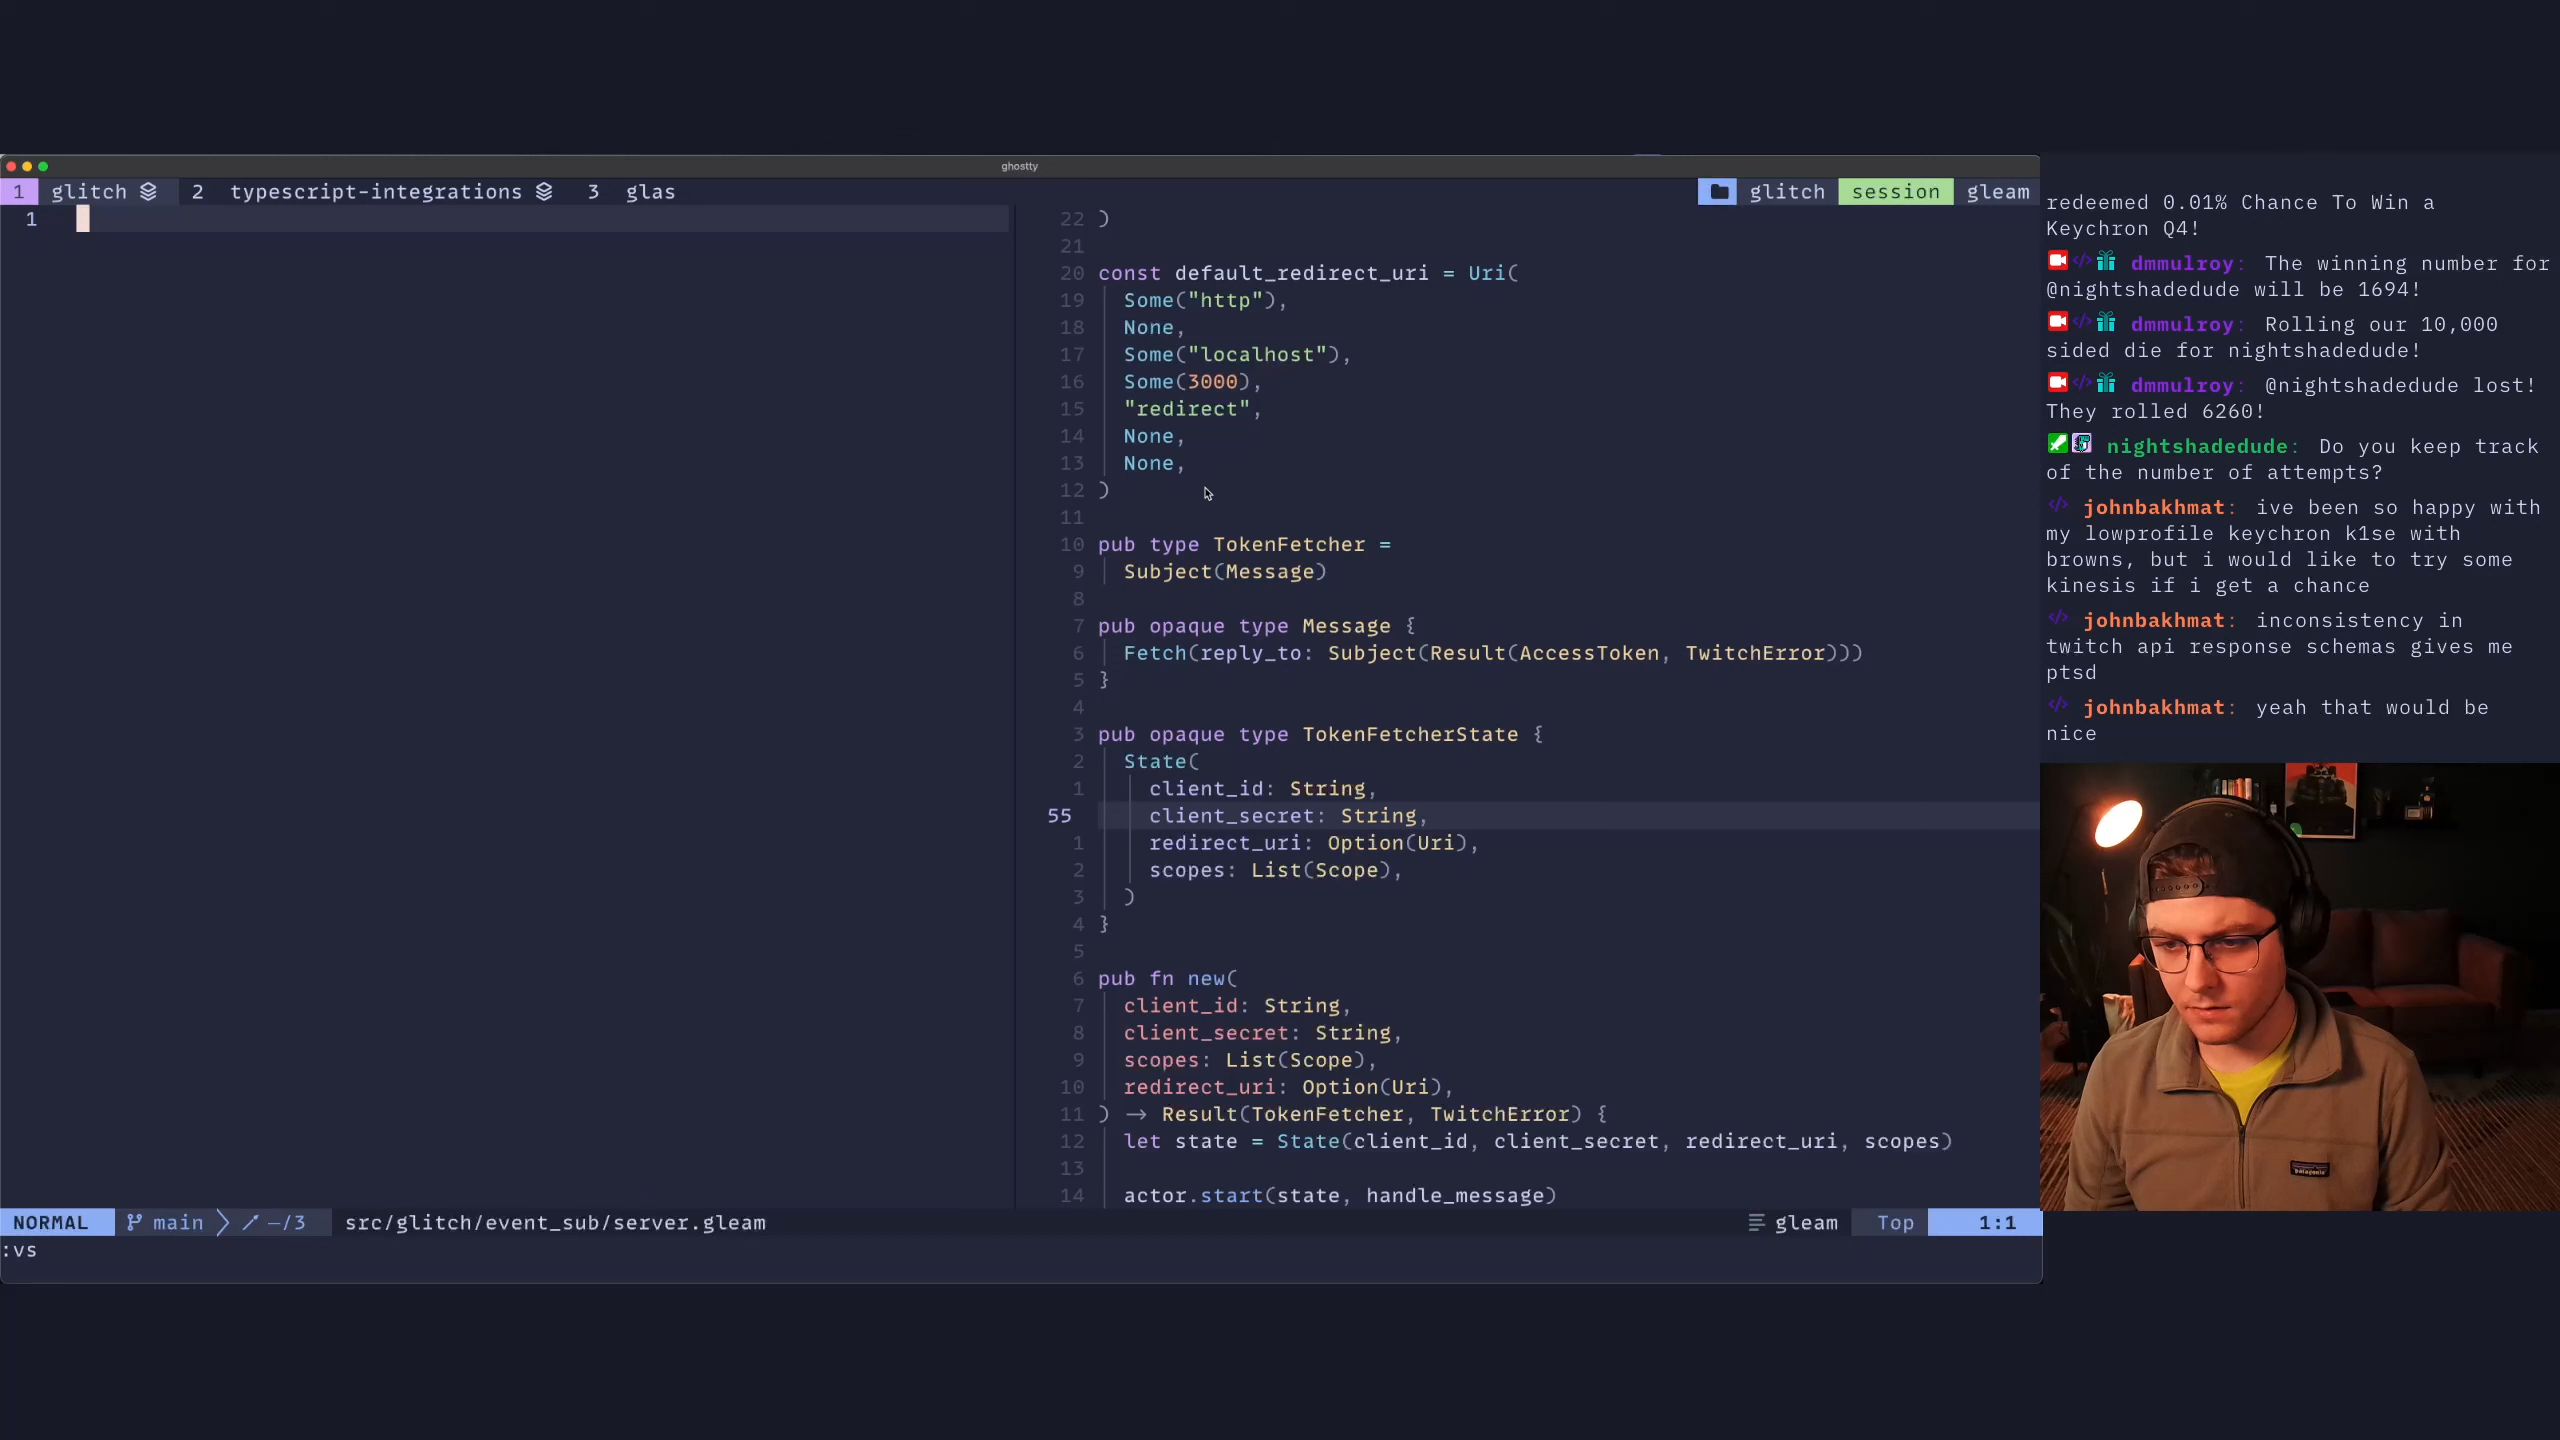 ghostty
1 glitch 2 typescript-integrations 3 glas
glitch session gleam
1
22 )
21
20 const default_redirect_uri = Uri(
19 Some("http"),
18 None,
17 Some("localhost"),
16 Some(3000),
15 "redirect",
14 None,
13 None,
12 )
11
10 pub type TokenFetcher =
9 Subject(Message)
8
7 pub opaque type Message {
6 Fetch(reply_to: Subject(Result(AccessToken, TwitchError)))
5 }
4
3 pub opaque type TokenFetcherState {
2 State(
1 client_id: String,
55 client_secret: String,
1 redirect_uri: Option(Uri),
2 scopes: List(Scope),
3 )
4 }
5
6 pub fn new(
7 client_id: String,
8 client_secret: String,
9 scopes: List(Scope),
10 redirect_uri: Option(Uri),
11 ) → Result(TokenFetcher, TwitchError) {
12 let state = State(client_id, client_secret, redirect_uri, scopes)
13
14 actor.start(state, handle_message)
NORMAL main −/3 src/glitch/event_sub/server.gleam gleam Top 1:1
:vs
redeemed 0.01% Chance To Win a
Keychron Q4!
dmmulroy: The winning number for
@nightshadedude will be 1694!
dmmulroy: Rolling our 10,000
sided die for nightshadedude!
dmmulroy: @nightshadedude lost!
They rolled 6260!
nightshadedude: Do you keep track
of the number of attempts?
johnbakhmat: ive been so happy with
my lowprofile keychron k1se with
browns, but i would like to try some
kinesis if i get a chance
johnbakhmat: inconsistency in
twitch api response schemas gives me
ptsd
johnbakhmat: yeah that would be
nice
patagonia